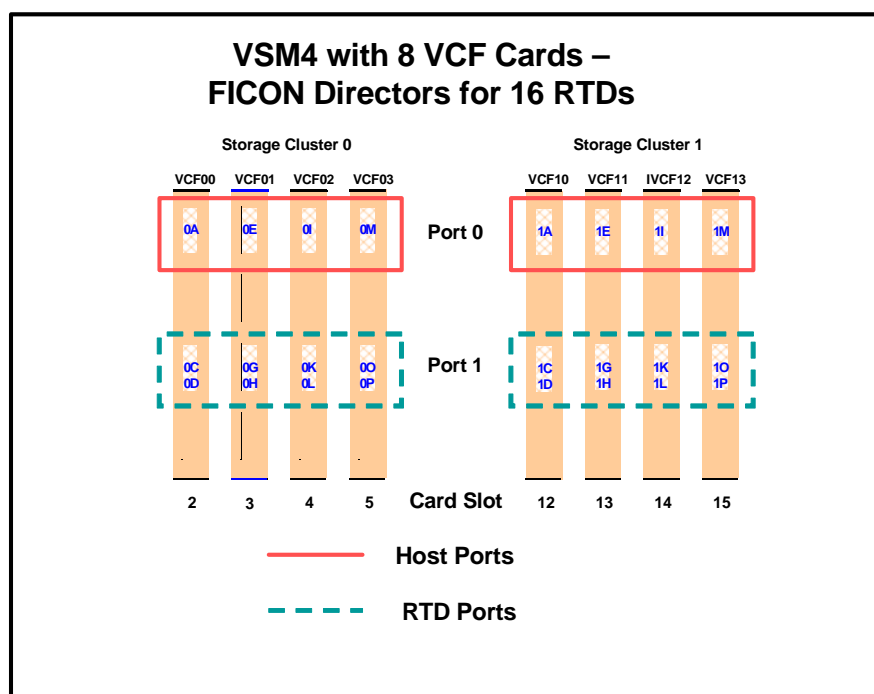 VSM4 with 8 VCF Cards –
FICON Directors for 16 RTDs
Storage Cluster 0 Storage Cluster 1
VCF00 VCF01 VCF02 VCF03 VCF10 VCF11 IVCF12 VCF13
0A 0E 0I 0M Port 0 1A 1E 1I 1M
0C 0G 0K 0O Port 1 1C 1G 1K 1O
0D 0H 0L 0P 1D 1H 1L 1P
2 3 4 5 Card Slot 12 13 14 15
Host Ports
RTD Ports